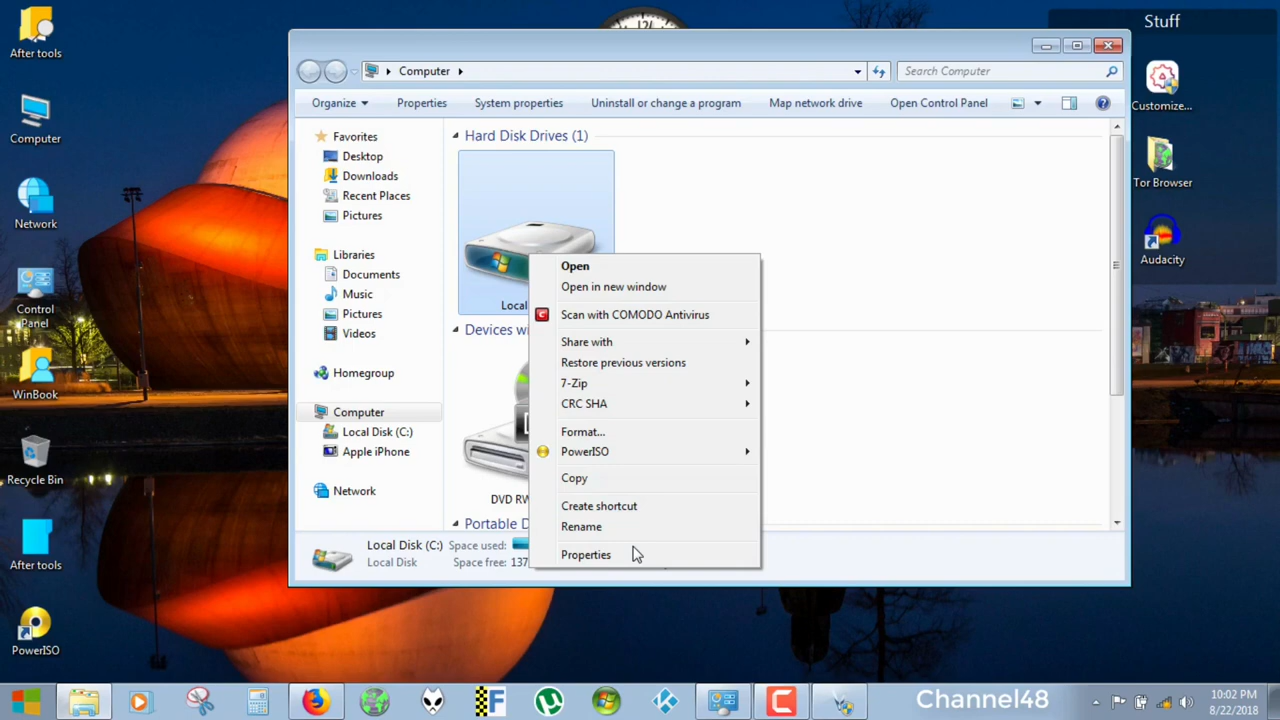 After tools
Computer
Network
Control
Panel
WinBook
Recycle Bin
After tools
PowerISO
12
Stuff
Customize...
Tor Browser
Audacity
Computer
Search Computer
Organize
Properties
System properties
Uninstall or change a program
Map network drive
Open Control Panel
Favorites
Desktop
Downloads
Recent Places
Pictures
Libraries
Documents
Music
Pictures
Videos
Homegroup
Computer
Local Disk (C:)
Apple iPhone
Network
Hard Disk Drives (1)
Local
Devices wi
DVD RW
Portable D
Open
Open in new window
Scan with COMODO Antivirus
Share with
Restore previous versions
7-Zip
CRC SHA
Format...
PowerISO
Copy
Create shortcut
Rename
Properties
Local Disk (C:) Space used:
Local Disk Space free: 137
Channel48
10:02 PM
8/22/2018